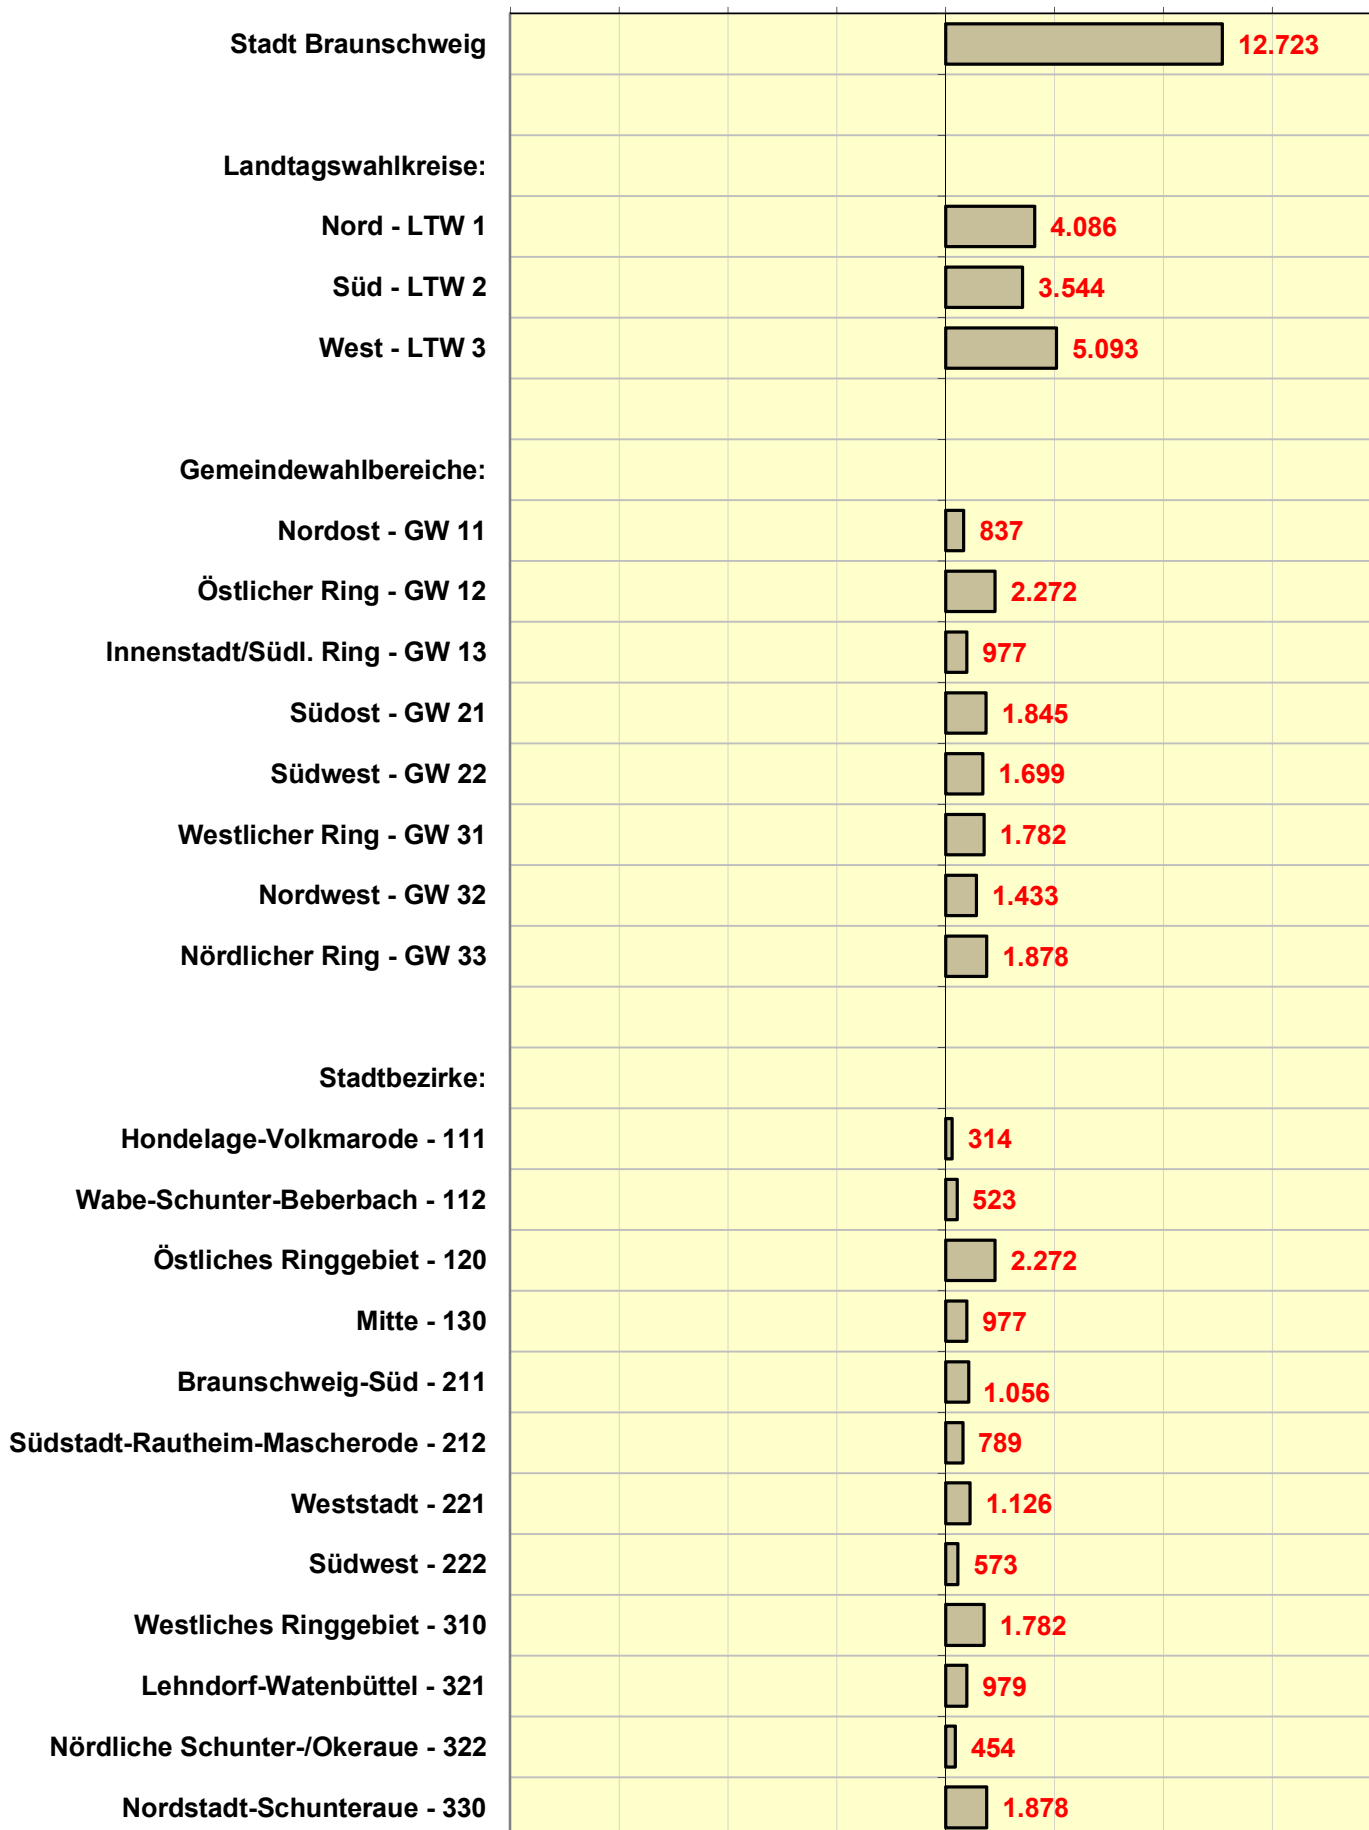 Stadt Braunschweig 12.723
Landtagswahlkreise:
Nord - LTW 1 4.086
Süd - LTW 2 3.544
West - LTW 3 5.093
Gemeindewahlbereiche:
Nordost - GW 11 837
Östlicher Ring - GW 12 2.272
Innenstadt/Südl. Ring - GW 13 977
Südost - GW 21 1.845
Südwest - GW 22 1.699
Westlicher Ring - GW 31 1.782
Nordwest - GW 32 1.433
Nördlicher Ring - GW 33 1.878
Stadtbezirke:
Hondelage-Volkmarode - 111 314
Wabe-Schunter-Beberbach - 112 523
Östliches Ringgebiet - 120 2.272
Mitte - 130 977
Braunschweig-Süd - 211 1.056
Südstadt-Rautheim-Mascherode - 212 789
Weststadt - 221 1.126
Südwest - 222 573
Westliches Ringgebiet - 310 1.782
Lehndorf-Watenbüttel - 321 979
Nördliche Schunter-/Okeraue - 322 454
Nordstadt-Schunteraue - 330 1.878